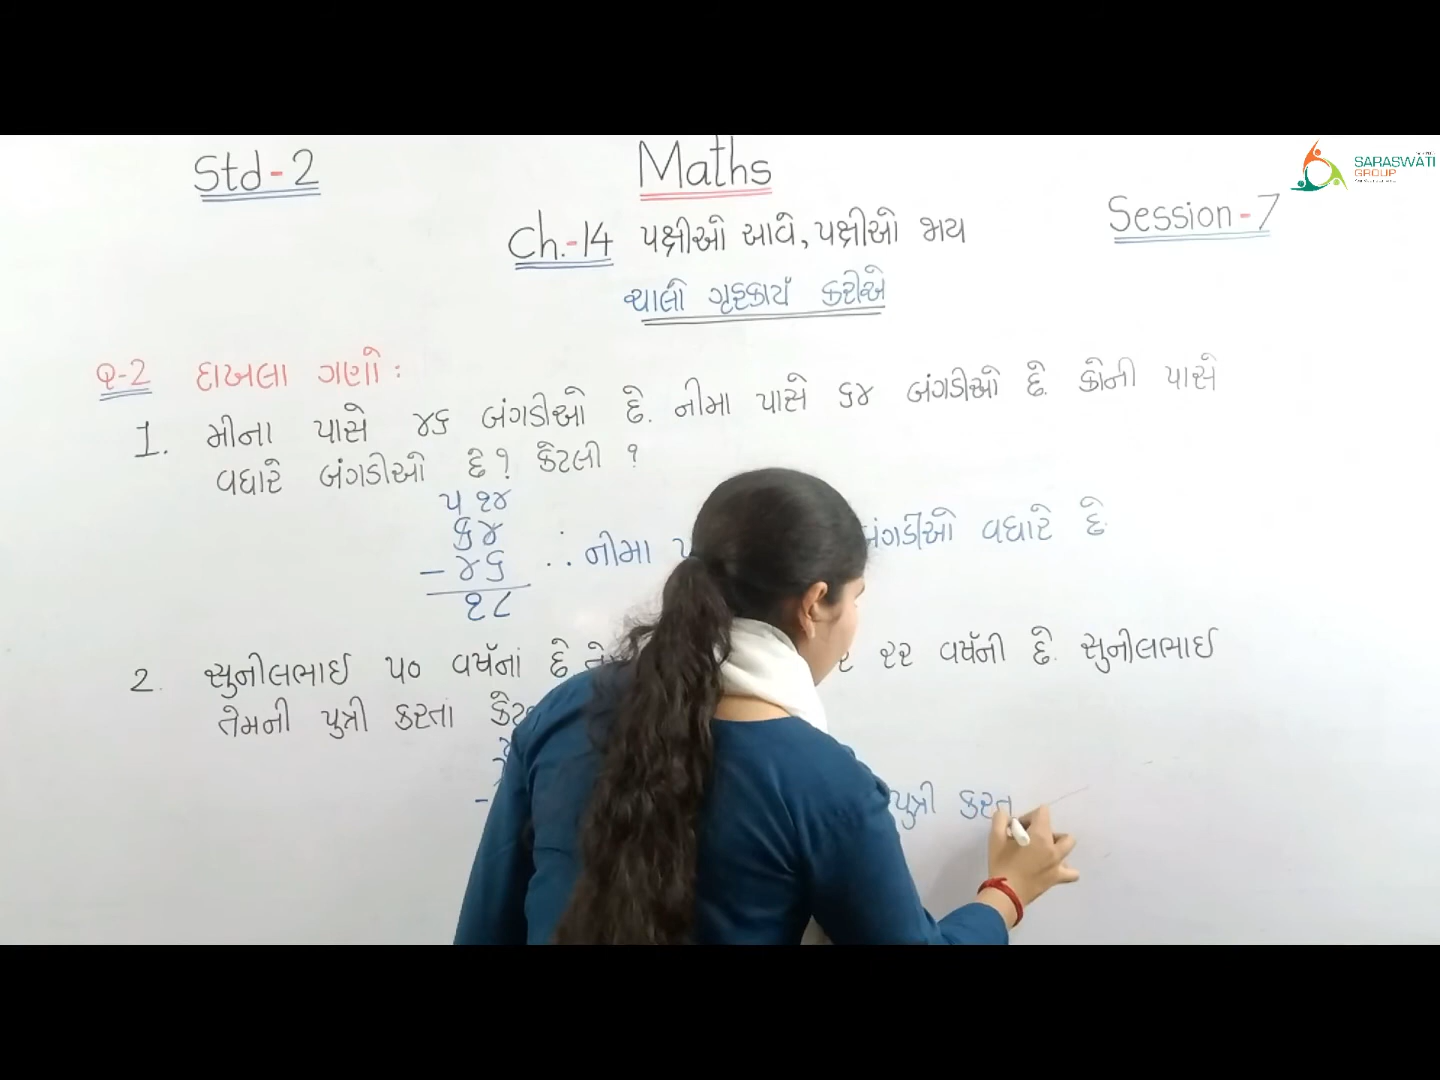 Std-2
Maths
SARASWATI
GROUP
Session-7
Ch.-14 પક્ષીઓ આવે, પક્ષીઓ જાય
ચાલો ગૃહકાર્ય કરીએ
Q-2 દાખલા ગણો :
1. મીના પાસે ૪૬ બંગડીઓ છે. નીમા પાસે ૬૪ બંગડીઓ છે. કોની પાસે
વધારે બંગડીઓ છે? કેટલી ?
૫ ૧૪
૬૪
- ૪૬
૧૮
∴ નીમા બંગડીઓ વધારે છે.
2. સુનીલભાઈ ૫૦ વર્ષનાં છે. ૨૨ વર્ષની છે. સુનીલભાઈ
તેમની પુત્રી કરતા
-
પુત્રી કરત